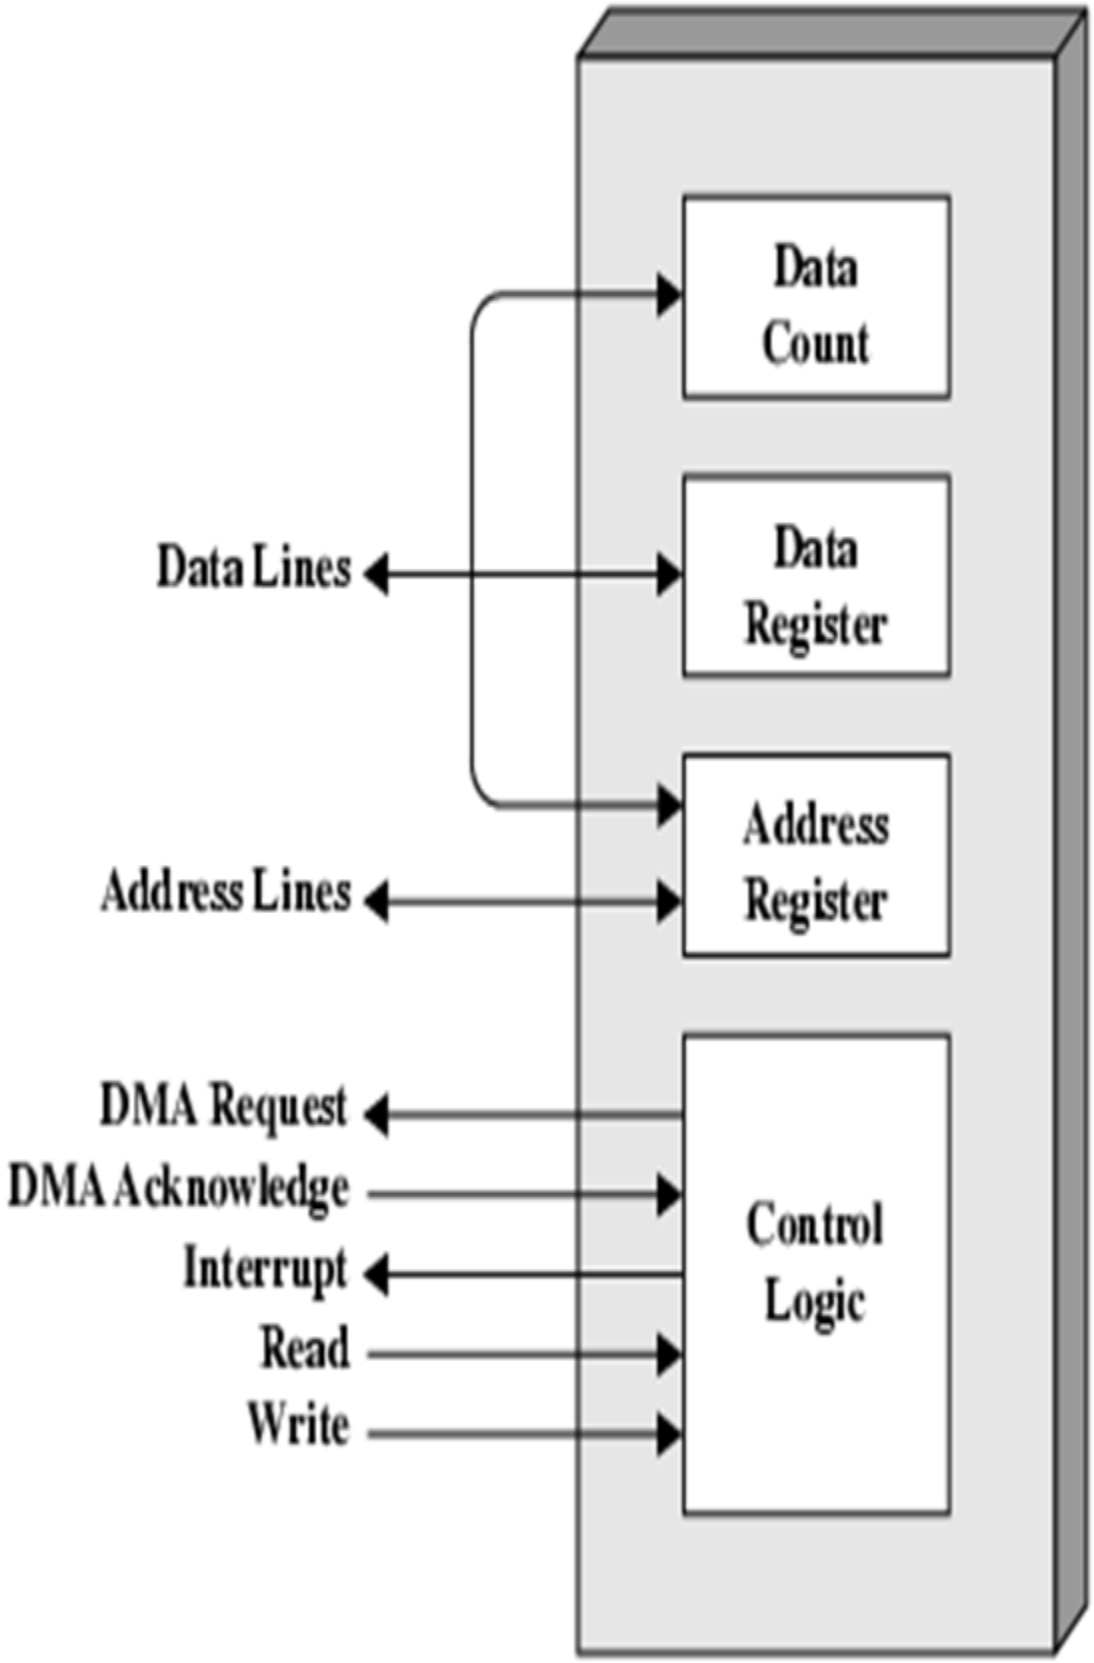 Data
Count
Data Lines
Data
Register
Address
Register
Address Lines
DMA Request
DMA Acknowledge
Interrupt
Read
Write
Control
Logic